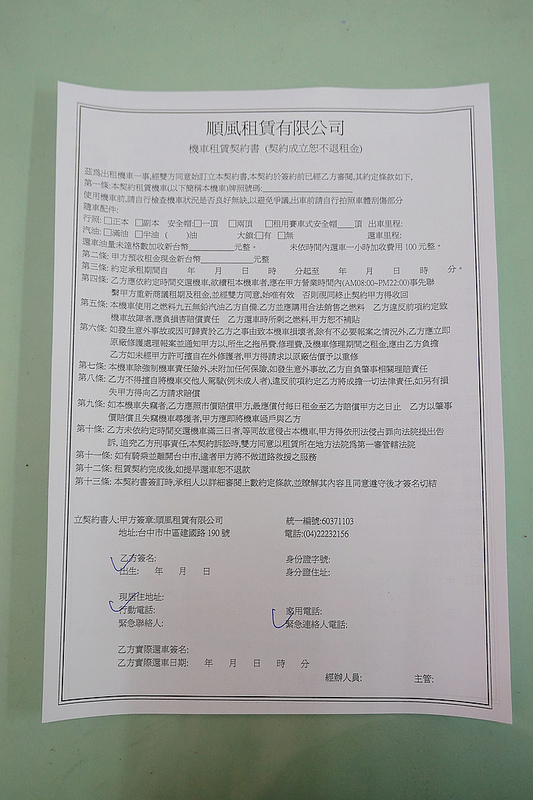 順風租賃有限公司
機車租賃契約書 (契約成立恕不退租金)
茲為出租機車一事,經雙方同意始訂立本契約書,本契約於簽約前已經乙方審閱,其約定條款如下,
第一條:本契約租賃機車(以下簡稱本機車)牌照號碼:
使用機車前,請自行檢查機車狀況是否良好無缺,以避免爭議,出車前請自行拍照車體刮傷部分
隨車配件:
行照:□正本 □副本 安全帽:□一頂 □兩頂 □租用賽車式安全帽____頂 出車里程:
汽油:□滿油 □半油 ( )油 大鎖:□有 □無 還車里程:
還車油量未達格數加收新台幣________元整。 未依時間內還車一小時加收費用 100 元整。
第二條: 甲方預收租金現金新台幣________元整
第三條: 約定承租期間自 年 月 日 時 分起至 年 月 日 時 分。
第四條: 乙方應依約定時間交還機車,欲續租本機車者,應在甲方營業時間內(AM08:00~PM22:00)事先聯
繫甲方重新商議租期及租金,並經雙方同意,始唯有效 否則視同終止契約甲方得收回
第五條: 本機車使用之燃料九五無鉛汽油乙方自備,乙方並應購用合法銷售之燃料 乙方違反前項約定致
機車故障者,應負損害賠償責任 乙方還車時所剩之燃料,甲方恕不補貼
第六條: 如發生意外事故或因可歸責於乙方之事由致本機車損壞者,除有不必要報案之情況外,乙方應立即
原廠修護處理報案並通知甲方以,所生之拖吊費.修理費,及機車修理期間之租金,應由乙方負擔
乙方如未經甲方許可擅自在外修護者,甲方得請求以原廠估價予以重修
第七條: 本機車除強制機車責任險外,未附加任何保險,如發生意外事故,乙方自負肇事相關理賠責任
第八條: 乙方不得擅自將機車交他人駕駛(例未成人者),違反前項約定乙方將成擔一切法律責任,如另有損
失甲方得向乙方請求賠償
第九條: 如本機車失竊者,乙方應照市價賠償甲方,最應償付每日租金至乙方賠償甲方之日止 乙方以肇事
價賠償且失竊機車尋獲者,甲方應即將機車過戶與乙方
第十條: 乙方未依約定時間交還機車滿三日者,等同故意侵占本機車,甲方得依刑法侵占罪向法院提出告
訴, 追究乙方刑事責任,本契約訴訟時,雙方同意以租賃所在地方法院為第一審管轄法院
第十一條: 如有騎乘並離開台中市,違者甲方將不做道路救援之服務
第十二條: 租賃契約完成後,如提早還車恕不退款
第十三條: 本契約書簽訂時,承租人以詳細審閱上數約定條款,並瞭解其內容且同意遵守後才簽名切結
立契約書人:甲方簽章:順風租賃有限公司 統一編號:60371103
地址:台中市中區建國路 190 號 電話:(04)22232156
乙方簽名: 身份證字號:
出生: 年 月 日 身分證住址:
現居住地址:
行動電話: 家用電話:
緊急聯絡人: 緊急連絡人電話:
乙方實際還車簽名:
乙方實際還車日期: 年 月 日 時 分
經辦人員: 主管: